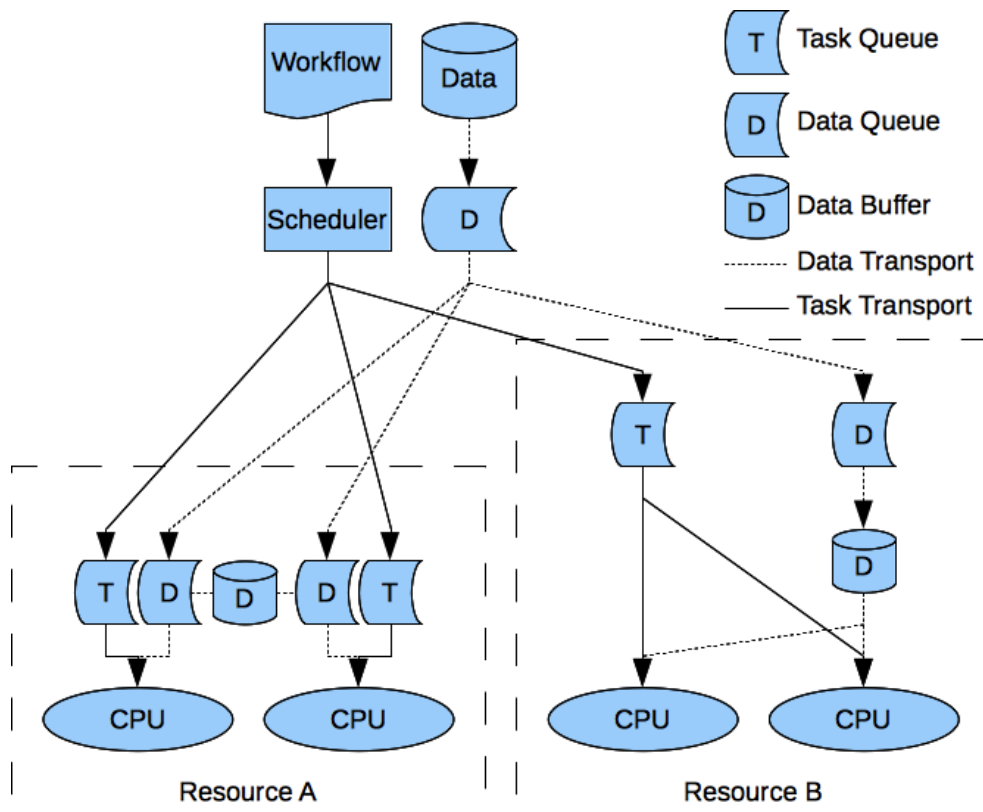 Workflow
Data
T
Task Queue
D
Data Queue
D
Data Buffer
Data Transport
Task Transport
Scheduler
D
T
D
D
T
D
D
D
T
CPU
CPU
CPU
CPU
Resource A
Resource B